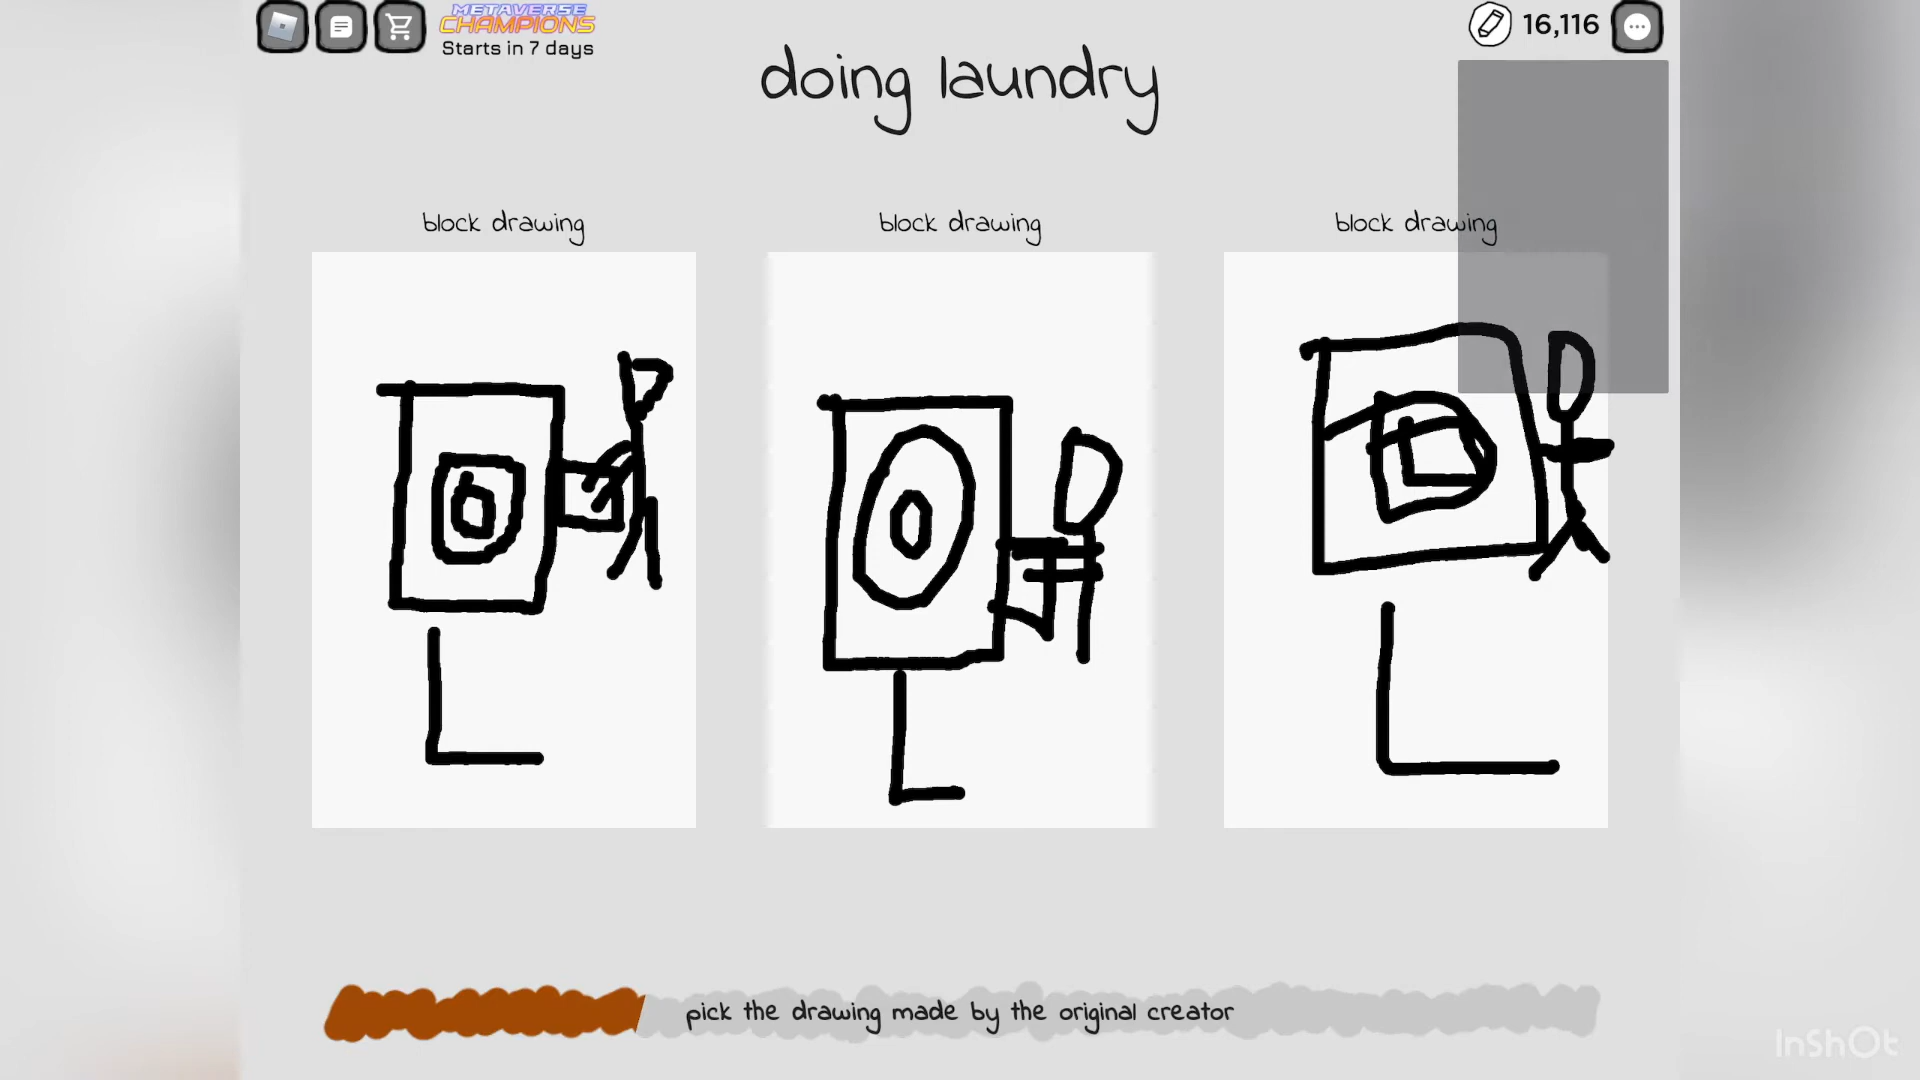 METAVERSE
CHAMPIONS
Starts in 7 days
16,116
doing laundry
block drawing
block drawing
block drawing
L
L
L
pick the drawing made by the original creator
InShOt